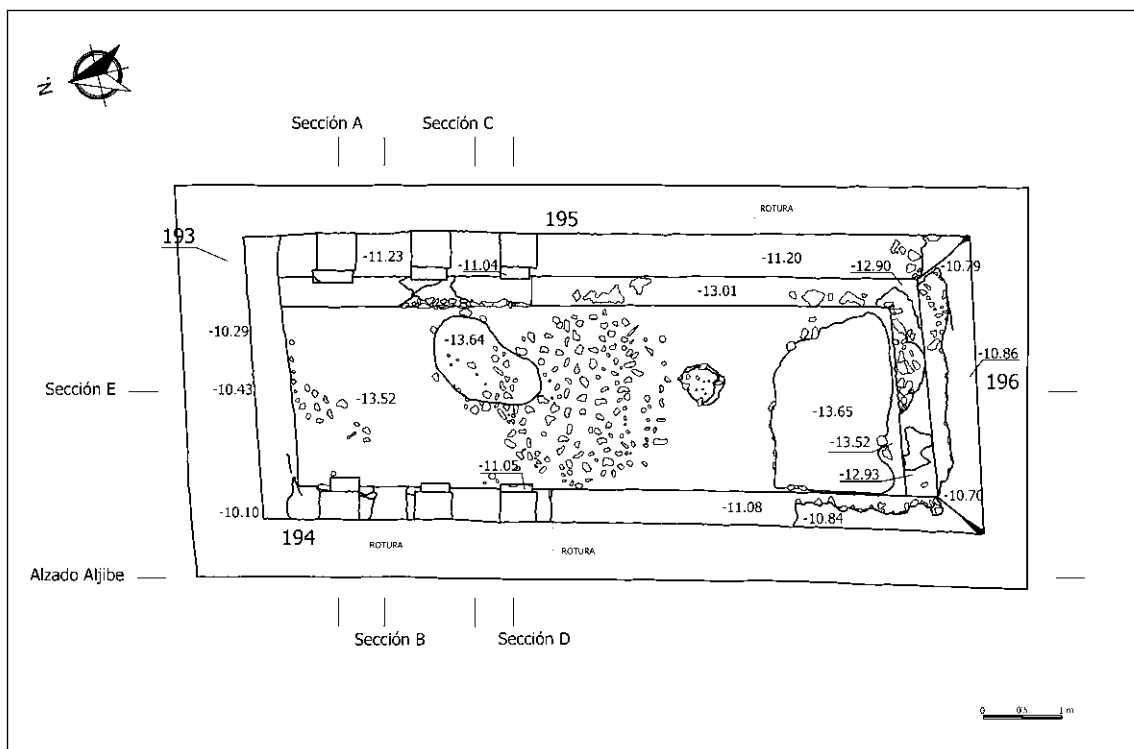 N.
Sección A
Sección C
ROTURA
195
193
-11.23
-11.04
-11.20
-12.90
-10.79
-13.01
-10.29
-13.64
-10.86
Sección E
-10.43
-13.52
196
-13.65
-13.52
-12.93
-11.05
-10.70
-10.10
-11.08
-10.84
194
ROTURA
ROTURA
Alzado Aljibe
Sección B
Sección D
0 0'5 1 m